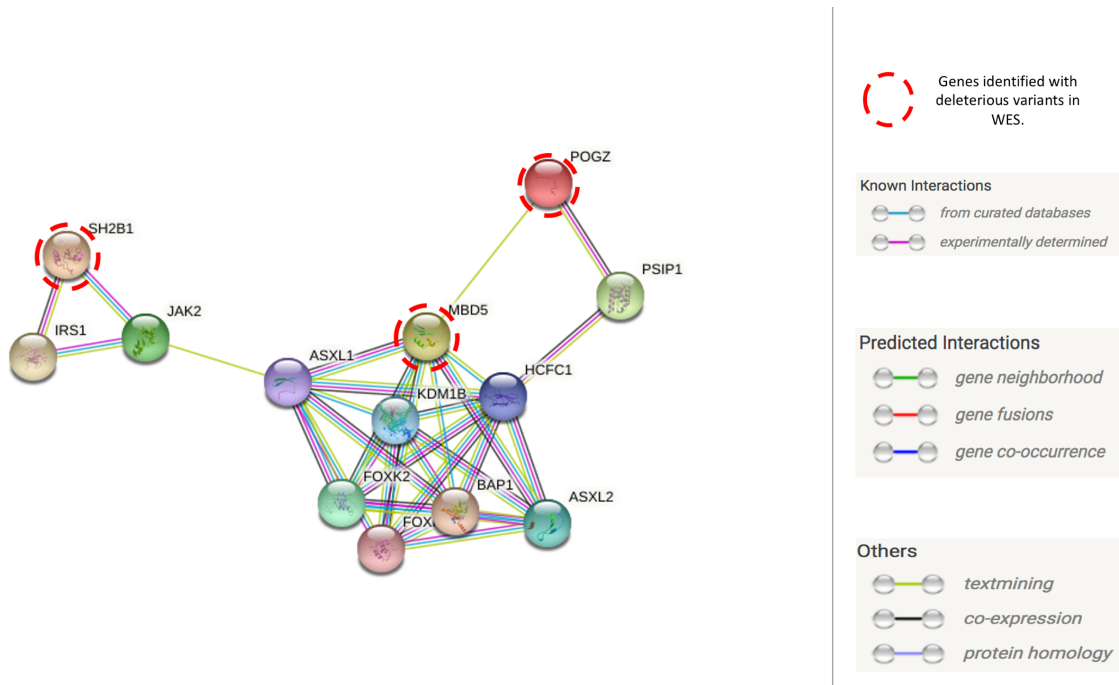 POGZ
SH2B1
PSIP1
MBD5
JAK2
IRS1
ASXL1
HCFC1
KDM1B
FOXK2
BAP1
ASXL2
Genes identified with
deleterious variants in
WES.
Known Interactions
from curated databases
experimentally determined
Predicted Interactions
gene neighborhood
gene fusions
gene co-occurrence
Others
textmining
co-expression
protein homology